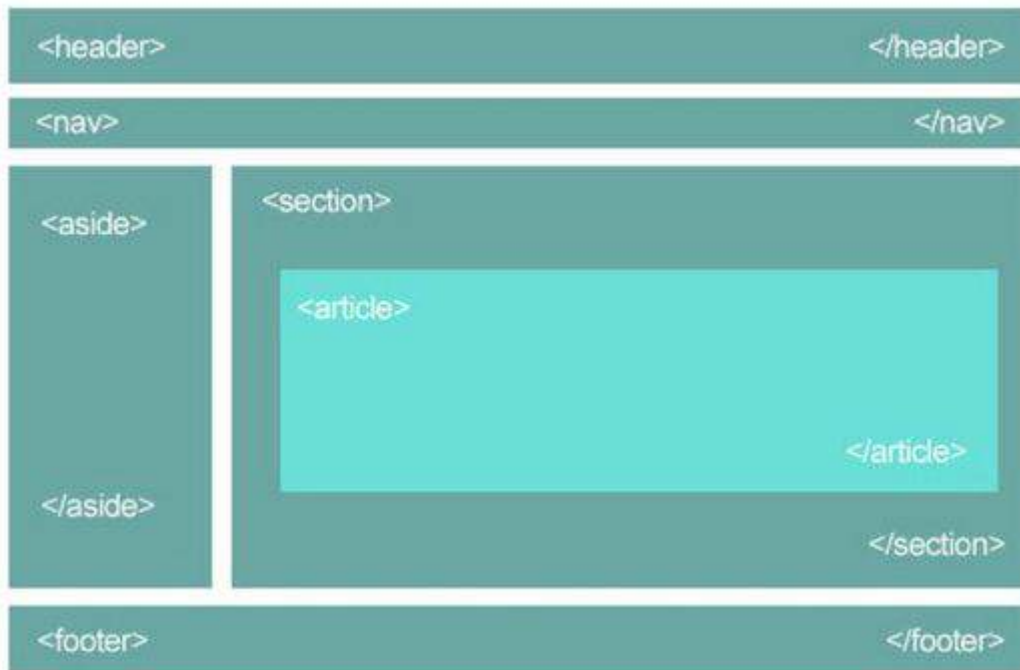 <header> </header>
<nav> </nav>
<aside>
</aside>
<section>
<article>
</article>
</section>
<footer> </footer>